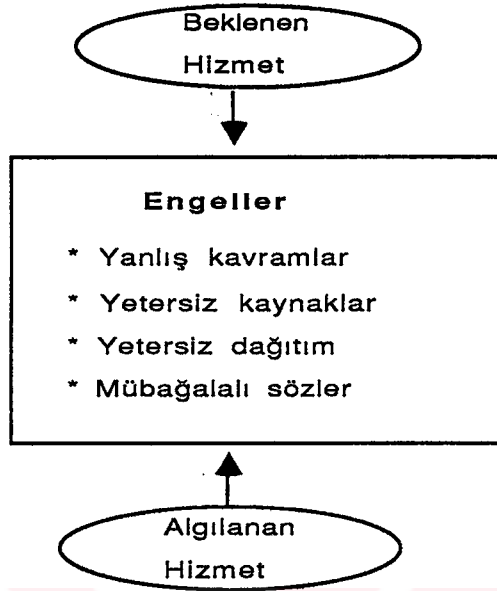 Beklenen
Hizmet
Engeller
* Yanlış kavramlar
* Yetersiz kaynaklar
* Yetersiz dağıtım
* Mübağalalı sözler
Algılanan
Hizmet